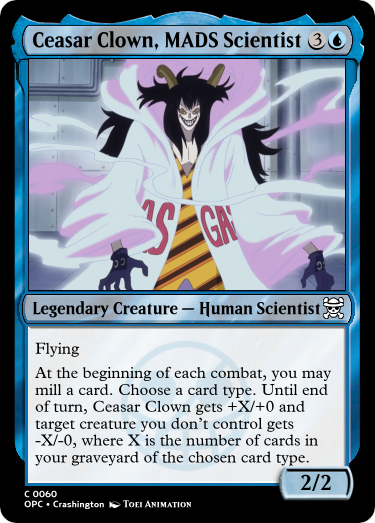 Ceasar Clown, MADS Scientist 3
GAS GA
Legendary Creature — Human Scientist
Flying
At the beginning of each combat, you may
mill a card. Choose a card type. Until end
of turn, Ceasar Clown gets +X/+0 and
target creature you don't control gets
-X/-0, where X is the number of cards in
your graveyard of the chosen card type.
2/2
C 0060
OPC • Crashington TOEI ANIMATION